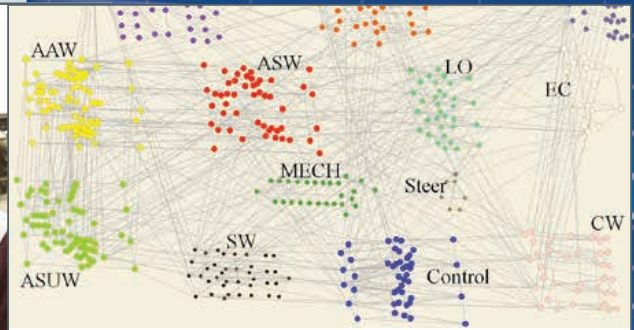 AAW
ASW
LO
EC
MECH
Steer
CW
SW
Control
ASUW